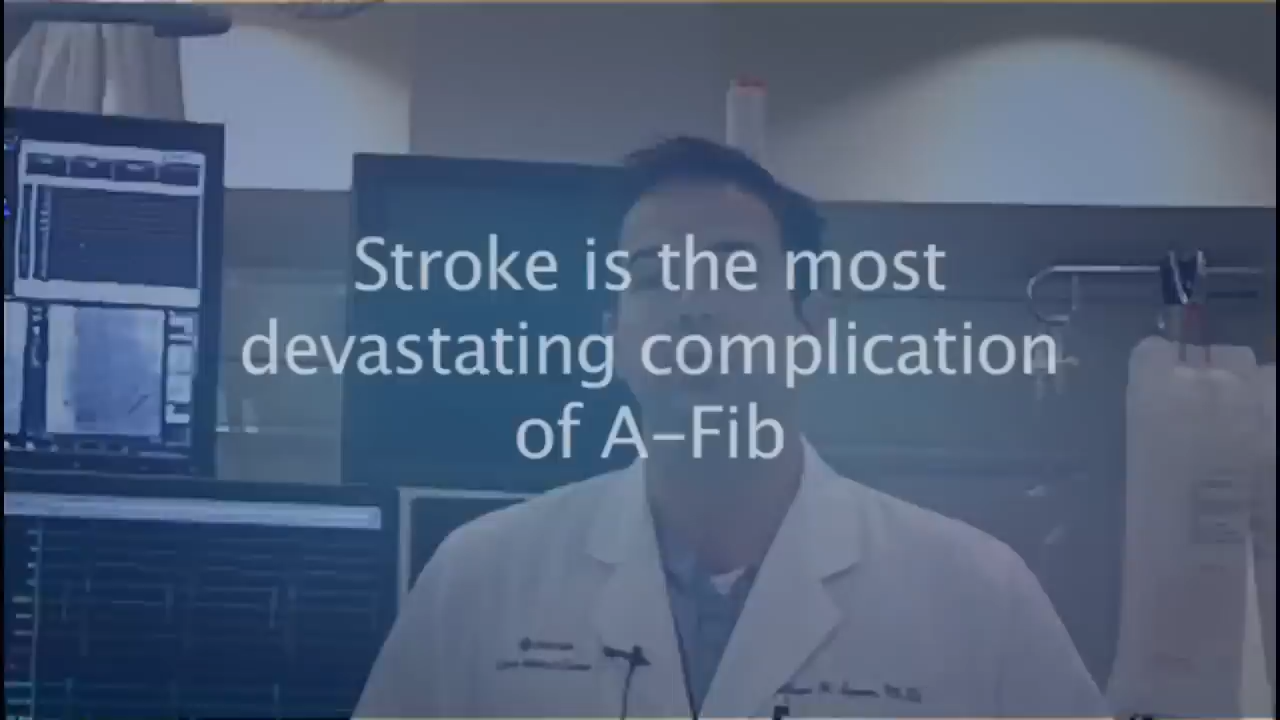 Stroke is the most
devastating complication
of A–Fib